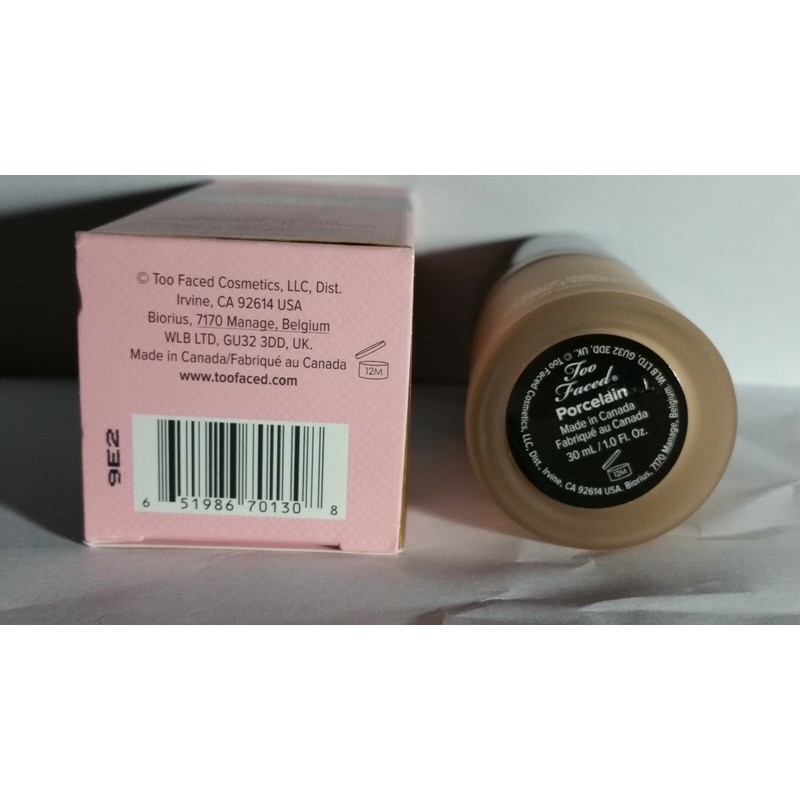 © Too Faced Cosmetics, LLC, Dist.
Irvine, CA 92614 USA
Biorius, 7170 Manage, Belgium
WLB LTD, GU32 3DD, UK.
Made in Canada/Fabriqué au Canada
12M
www.toofaced.com
9E2
6 51986 70130 8
Too
Faced®
Porcelain
Made in Canada
Fabriqué au Canada
30 mL / 1.0 Fl. Oz.
12M
© Too Faced Cosmetics, LLC, Dist., Irvine, CA 92614 USA. Biorius, 7170 Manage, Belgium. WLB LTD, GU32 3DD, UK.